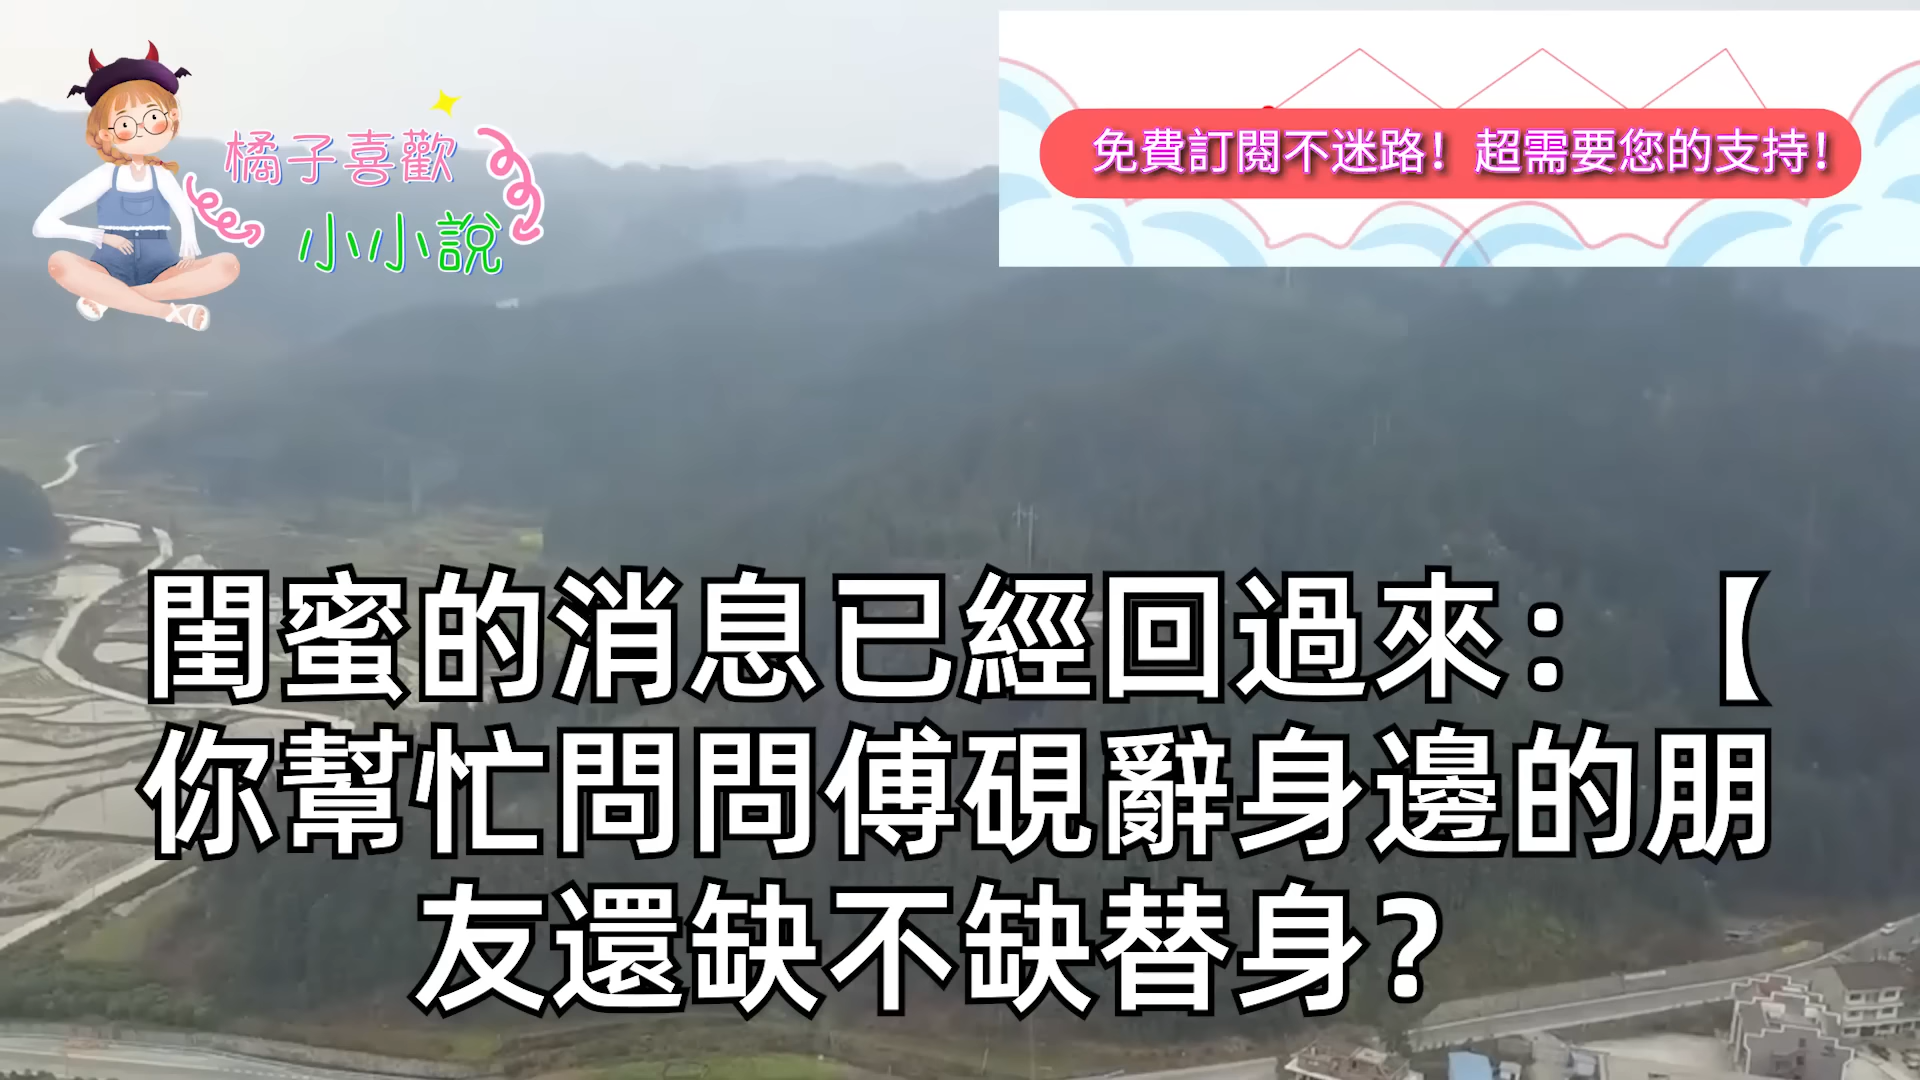 橘子喜歡
小小說
免費訂閱不迷路！超需要您的支持！
閨蜜的消息已經回過來：【
你幫忙問問傅硯辭身邊的朋
友還缺不缺替身？